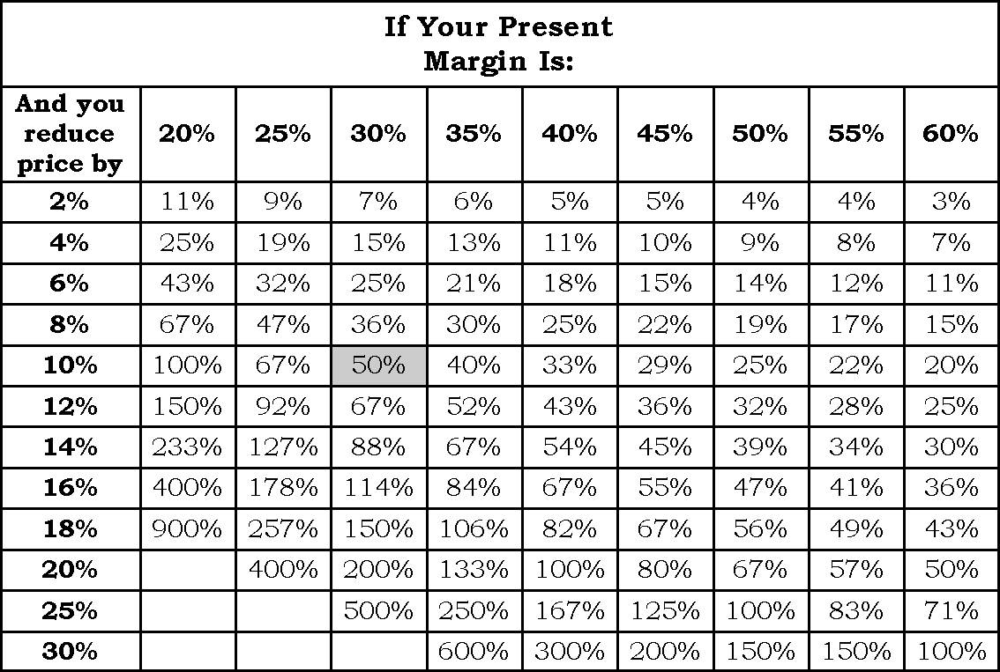 If Your Present
Margin Is:
And you
reduce
price by
20% 25% 30% 35% 40% 45% 50% 55% 60%
2% 11% 9% 7% 6% 5% 5% 4% 4% 3%
4% 25% 19% 15% 13% 11% 10% 9% 8% 7%
6% 43% 32% 25% 21% 18% 15% 14% 12% 11%
8% 67% 47% 36% 30% 25% 22% 19% 17% 15%
10% 100% 67% 50% 40% 33% 29% 25% 22% 20%
12% 150% 92% 67% 52% 43% 36% 32% 28% 25%
14% 233% 127% 88% 67% 54% 45% 39% 34% 30%
16% 400% 178% 114% 84% 67% 55% 47% 41% 36%
18% 900% 257% 150% 106% 82% 67% 56% 49% 43%
20% 400% 200% 133% 100% 80% 67% 57% 50%
25% 500% 250% 167% 125% 100% 83% 71%
30% 600% 300% 200% 150% 150% 100%